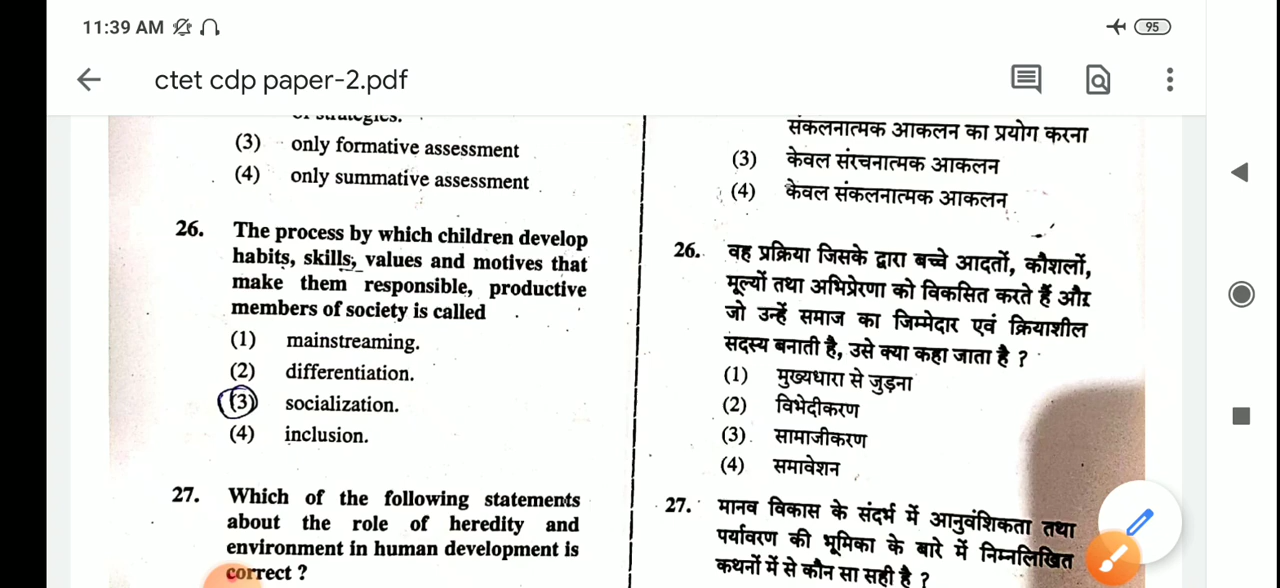 11:39 AM
95
ctet cdp paper-2.pdf
of strategies.
(3) only formative assessment
(4) only summative assessment
26. The process by which children develop
habits, skills, values and motives that
make them responsible, productive
members of society is called
(1) mainstreaming.
(2) differentiation.
(3) socialization.
(4) inclusion.
27. Which of the following statements
about the role of heredity and
environment in human development is
correct ?
संकलनात्मक आकलन का प्रयोग करना
(3) केवल संरचनात्मक आकलन
(4) केवल संकलनात्मक आकलन
26. वह प्रक्रिया जिसके द्वारा बच्चे आदतों, कौशलों,
मूल्यों तथा अभिप्रेरणा को विकसित करते हैं और
जो उन्हें समाज का जिम्मेदार एवं क्रियाशील
सदस्य बनाती है, उसे क्या कहा जाता है ?
(1) मुख्यधारा से जुड़ना
(2) विभेदीकरण
(3) सामाजीकरण
(4) समावेशन
27. मानव विकास के संदर्भ में आनुवंशिकता तथा
पर्यावरण की भूमिका के बारे में निम्नलिखित
कथनों में से कौन सा सही है ?